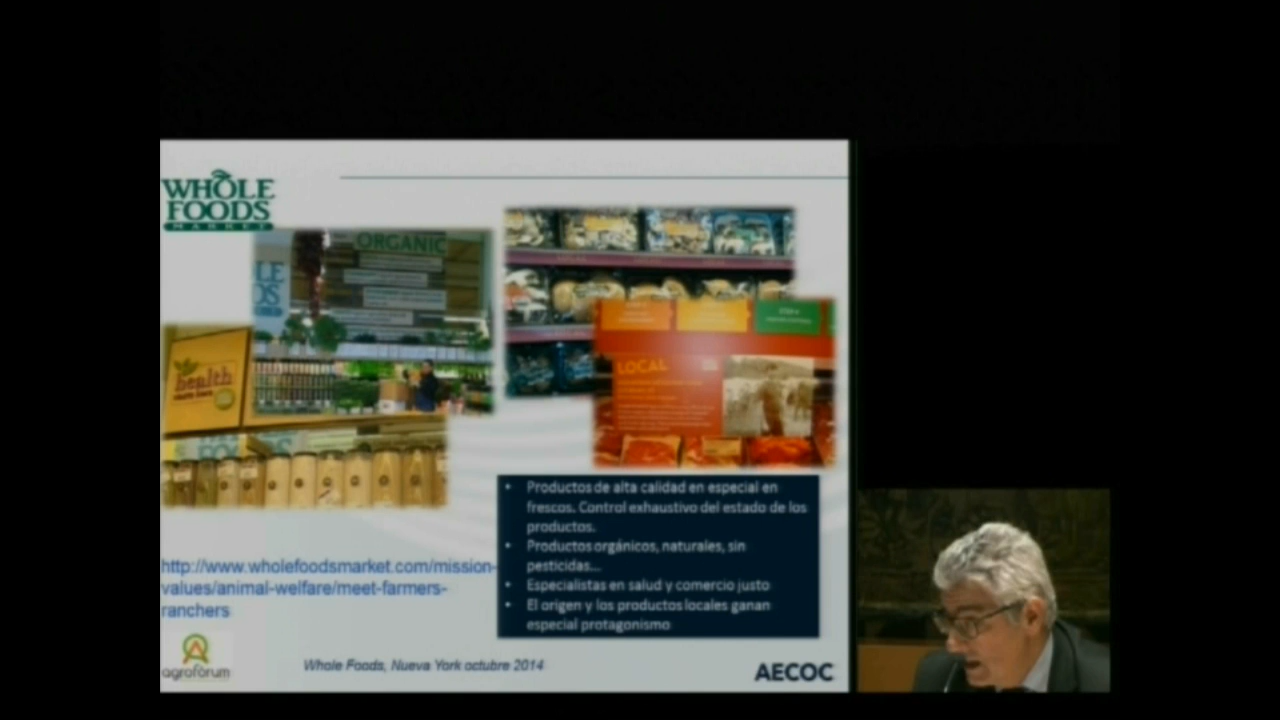 WHOLE
FOODS
MARKET
ORGANIC
health
LOCAL
• Productos de alta calidad en especial en
frescos. Control exhaustivo del estado de los
productos.
• Productos orgánicos, naturales, sin
pesticidas...
• Especialistas en salud y comercio justo
• El origen y los productos locales ganan
especial protagonismo
http://www.wholefoodsmarket.com/mission-
values/animal-welfare/meet-farmers-
ranchers
agroforum
Whole Foods, Nueva York octubre 2014
AECOC